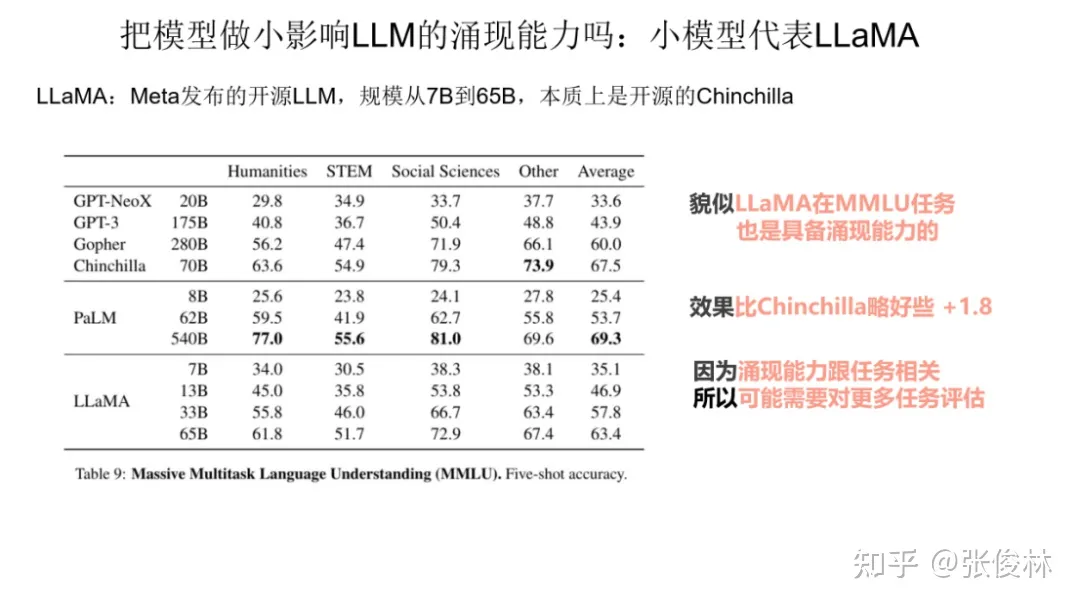 把模型做小影响LLM的涌现能力吗：小模型代表LLaMA
LLaMA：Meta发布的开源LLM，规模从7B到65B，本质上是开源的Chinchilla
Humanities STEM Social Sciences Other Average
GPT-NeoX 20B 29.8 34.9 33.7 37.7 33.6
GPT-3 175B 40.8 36.7 50.4 48.8 43.9
Gopher 280B 56.2 47.4 71.9 66.1 60.0
Chinchilla 70B 63.6 54.9 79.3 73.9 67.5
8B 25.6 23.8 24.1 27.8 25.4
PaLM 62B 59.5 41.9 62.7 55.8 53.7
540B 77.0 55.6 81.0 69.6 69.3
7B 34.0 30.5 38.3 38.1 35.1
LLaMA 13B 45.0 35.8 53.8 53.3 46.9
33B 55.8 46.0 66.7 63.4 57.8
65B 61.8 51.7 72.9 67.4 63.4
Table 9: Massive Multitask Language Understanding (MMLU). Five-shot accuracy.
貌似LLaMA在MMLU任务
也是具备涌现能力的
效果比Chinchilla略好些 +1.8
因为涌现能力跟任务相关
所以可能需要对更多任务评估
知乎 @张俊林